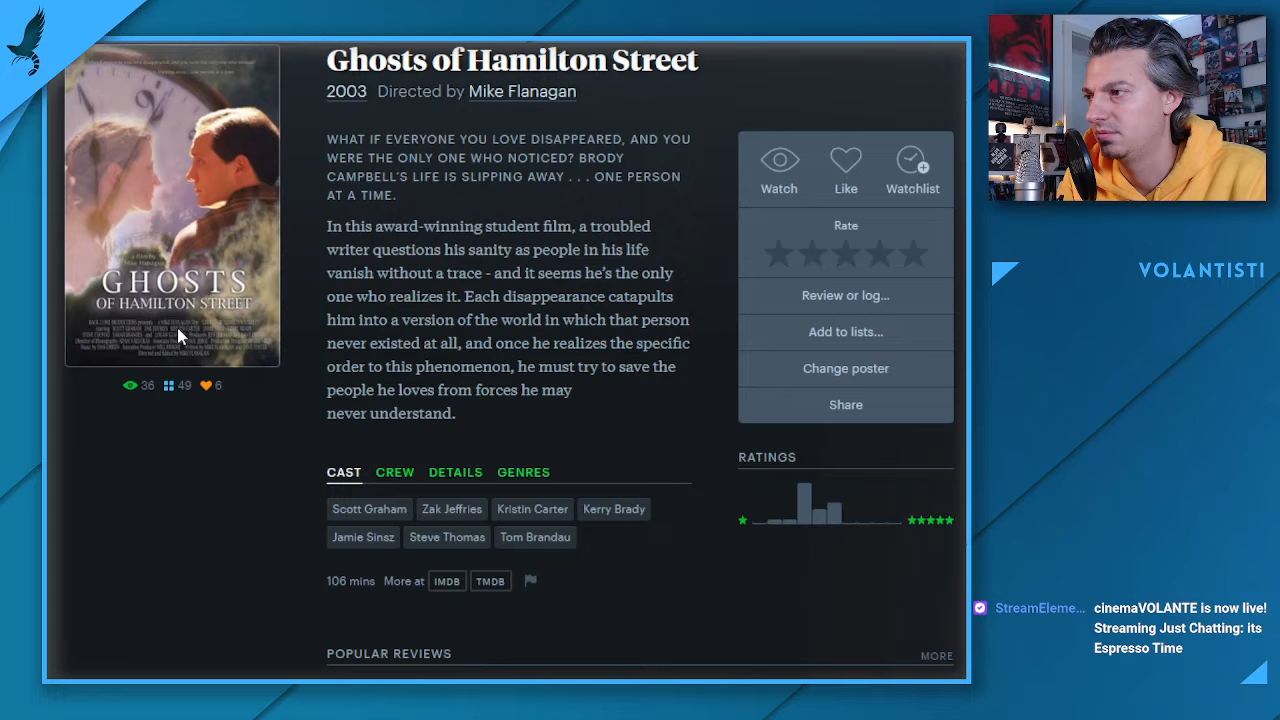 Ghosts of Hamilton Street
2003 Directed by Mike Flanagan
WHAT IF EVERYONE YOU LOVE DISAPPEARED, AND YOU
WERE THE ONLY ONE WHO NOTICED? BRODY
CAMPBELL'S LIFE IS SLIPPING AWAY . . . ONE PERSON
AT A TIME.
In this award-winning student film, a troubled
writer questions his sanity as people in his life
vanish without a trace - and it seems he's the only
one who realizes it. Each disappearance catapults
him into a version of the world in which that person
never existed at all, and once he realizes the specific
order to this phenomenon, he must try to save the
people he loves from forces he may
never understand.
CAST CREW DETAILS GENRES
Scott Graham Zak Jeffries Kristin Carter Kerry Brady
Jamie Sinsz Steve Thomas Tom Brandau
106 mins More at IMDB TMDB
POPULAR REVIEWS
MORE
a film by
Mike Flanagan
GHOSTS
OF HAMILTON STREET
36 49 6
Watch Like Watchlist
Rate
Review or log...
Add to lists...
Change poster
Share
RATINGS
VOLANTISTI
StreamEleme... cinemaVOLANTE is now live!
Streaming Just Chatting: its
Espresso Time